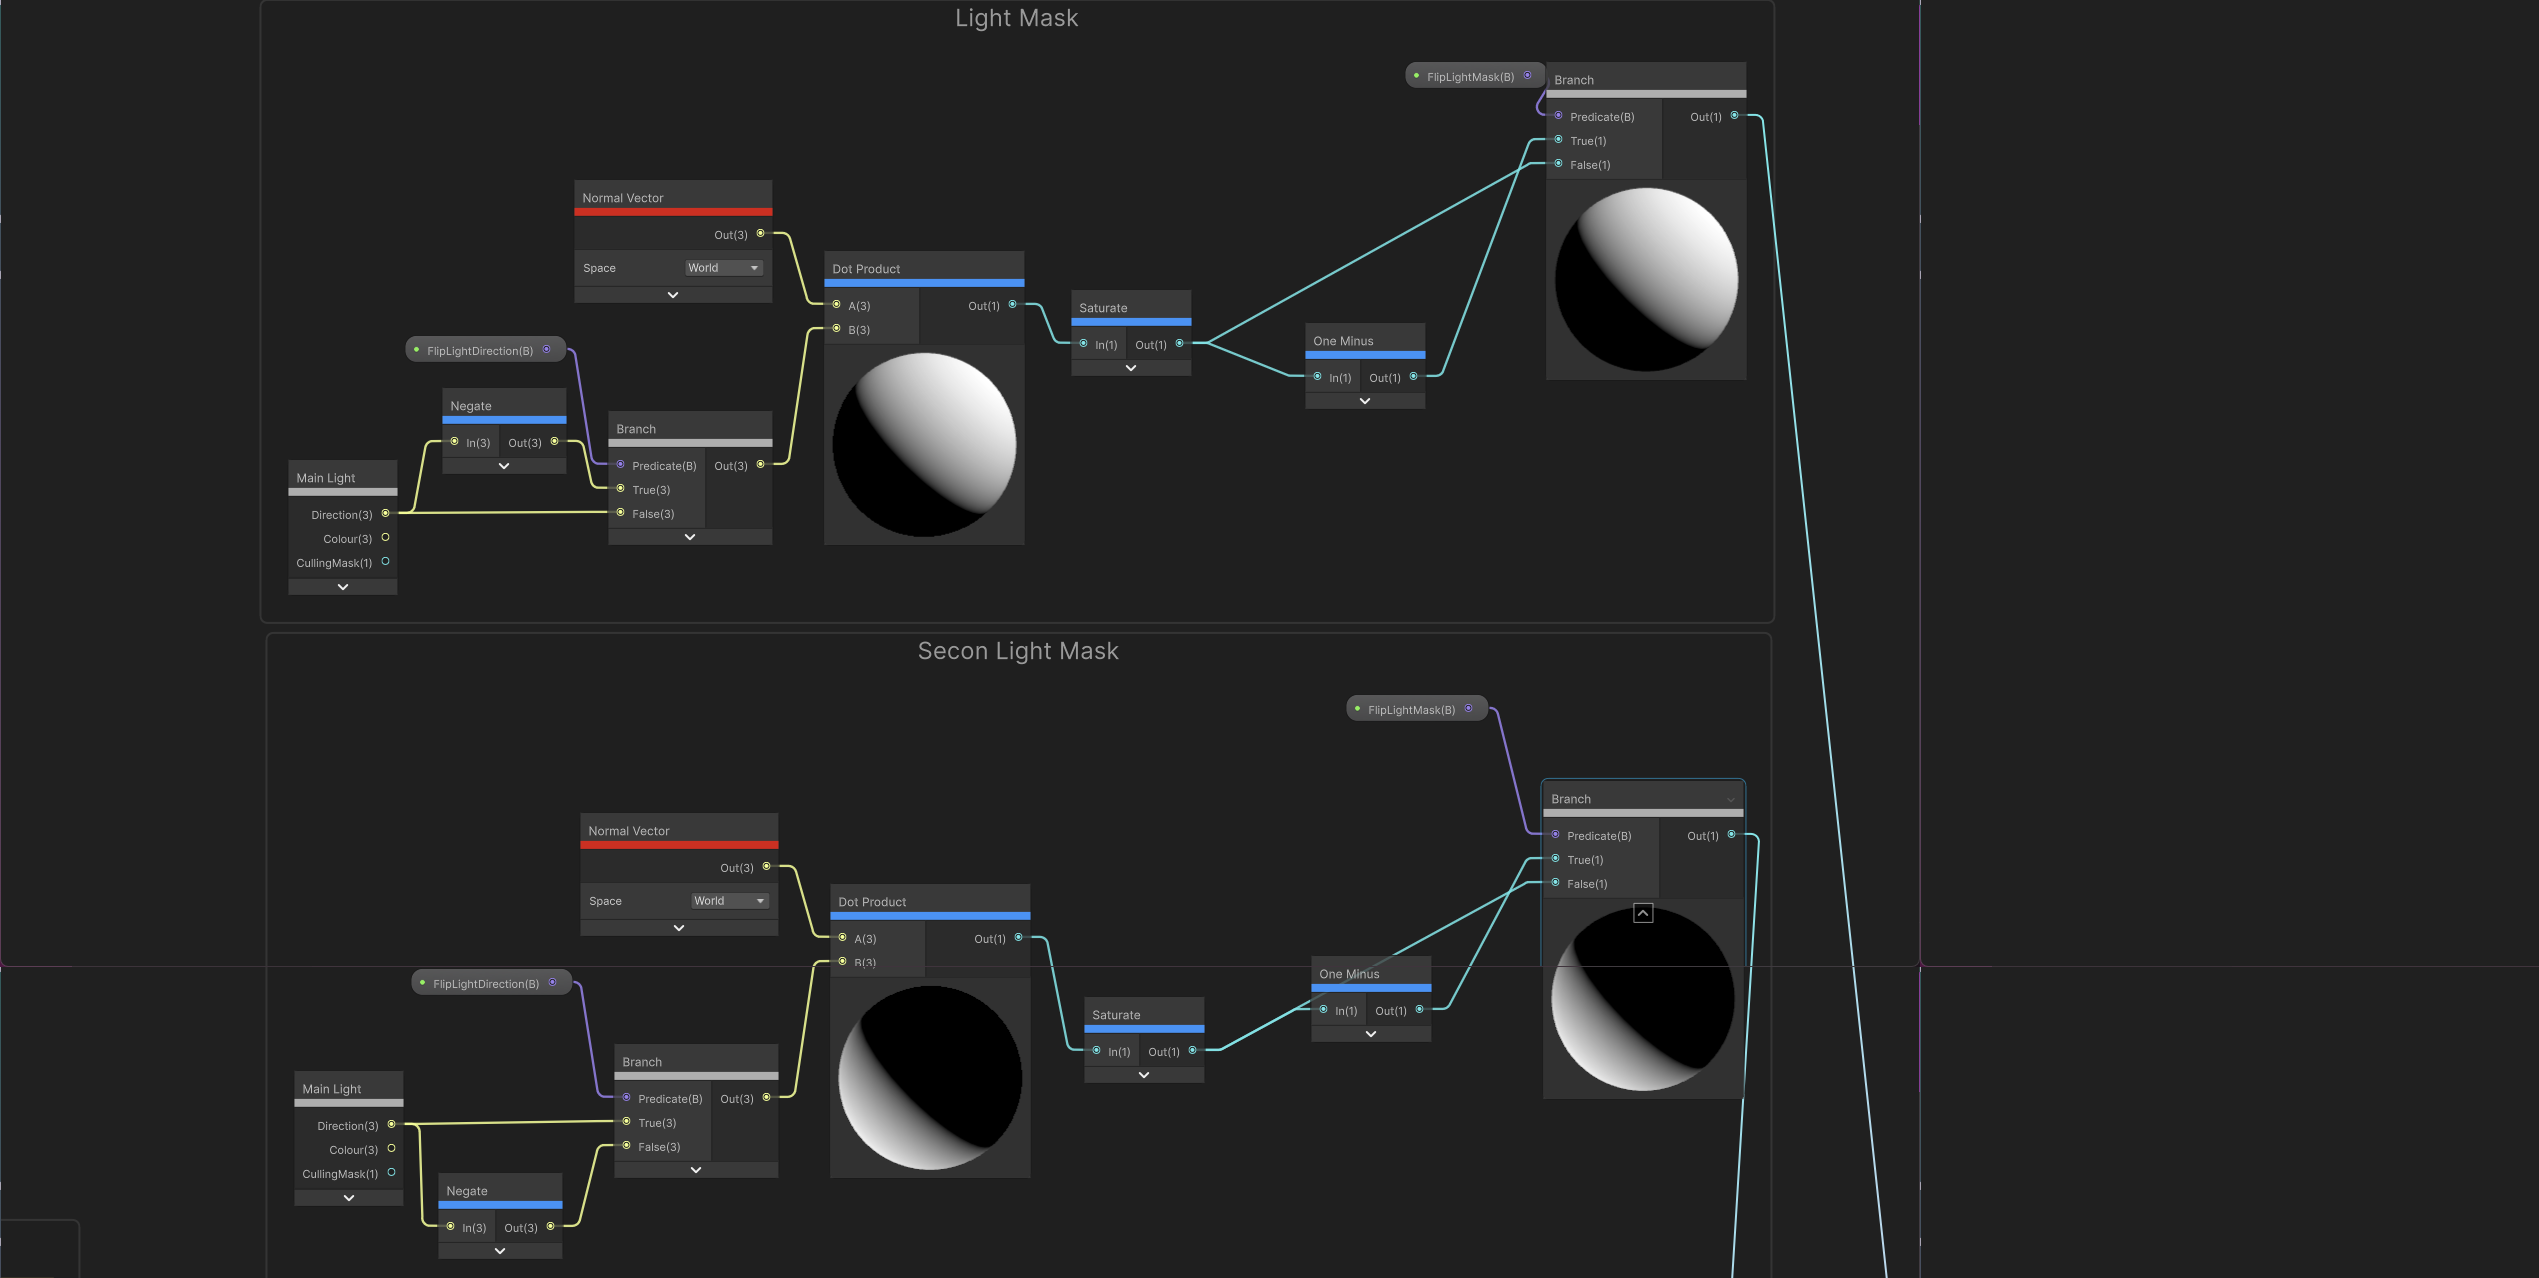 Light Mask
FlipLightMask(B)
Branch
Predicate(B)
Out(1)
True(1)
False(1)
Normal Vector
Out(3)
Space
World
Dot Product
A(3)
Out(1)
B(3)
Saturate
In(1)
Out(1)
One Minus
In(1)
Out(1)
FlipLightDirection(B)
Negate
In(3)
Out(3)
Branch
Predicate(B)
Out(3)
True(3)
False(3)
Main Light
Direction(3)
Colour(3)
CullingMask(1)
Secon Light Mask
FlipLightMask(B)
Branch
Predicate(B)
Out(1)
True(1)
False(1)
Normal Vector
Out(3)
Space
World
Dot Product
A(3)
Out(1)
B(3)
One Minus
In(1)
Out(1)
Saturate
In(1)
Out(1)
FlipLightDirection(B)
Branch
Predicate(B)
Out(3)
True(3)
False(3)
Main Light
Direction(3)
Colour(3)
CullingMask(1)
Negate
In(3)
Out(3)